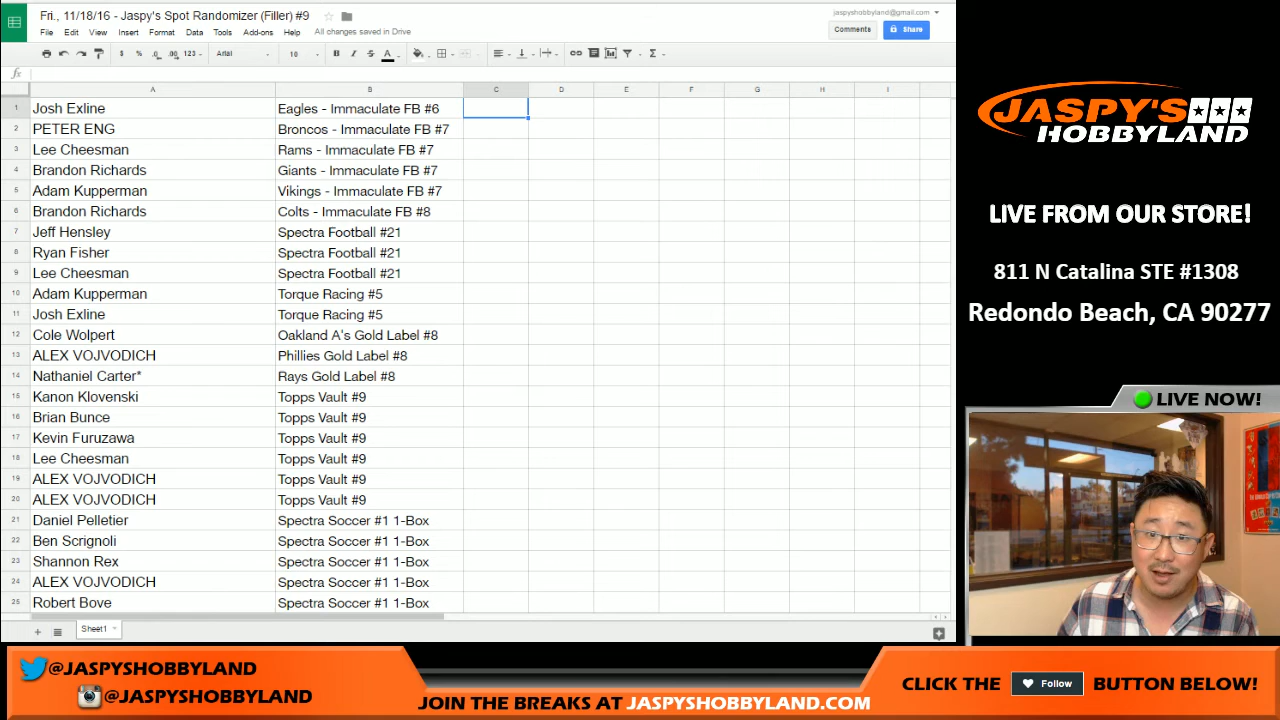 Fri., 11/18/16 - Jaspy's Spot Randomizer (Filler) #9
jaspyshobbyland@gmail.com
File Edit View Insert Format Data Tools Add-ons Help All changes saved in Drive
Comments Share
$ % .0 .00 123 Arial 10 B I S A Σ
fx
A B C D E F G H I
1 Josh Exline Eagles - Immaculate FB #6
2 PETER ENG Broncos - Immaculate FB #7
3 Lee Cheesman Rams - Immaculate FB #7
4 Brandon Richards Giants - Immaculate FB #7
5 Adam Kupperman Vikings - Immaculate FB #7
6 Brandon Richards Colts - Immaculate FB #8
7 Jeff Hensley Spectra Football #21
8 Ryan Fisher Spectra Football #21
9 Lee Cheesman Spectra Football #21
10 Adam Kupperman Torque Racing #5
11 Josh Exline Torque Racing #5
12 Cole Wolpert Oakland A's Gold Label #8
13 ALEX VOJVODICH Phillies Gold Label #8
14 Nathaniel Carter* Rays Gold Label #8
15 Kanon Klovenski Topps Vault #9
16 Brian Bunce Topps Vault #9
17 Kevin Furuzawa Topps Vault #9
18 Lee Cheesman Topps Vault #9
19 ALEX VOJVODICH Topps Vault #9
20 ALEX VOJVODICH Topps Vault #9
21 Daniel Pelletier Spectra Soccer #1 1-Box
22 Ben Scrignoli Spectra Soccer #1 1-Box
23 Shannon Rex Spectra Soccer #1 1-Box
24 ALEX VOJVODICH Spectra Soccer #1 1-Box
25 Robert Bove Spectra Soccer #1 1-Box
Sheet1
JASPY'S
HOBBYLAND
LIVE FROM OUR STORE!
811 N Catalina STE #1308
Redondo Beach, CA 90277
LIVE NOW!
@JASPYSHOBBYLAND
@JASPYSHOBBYLAND
JOIN THE BREAKS AT JASPYSHOBBYLAND.COM
CLICK THE Follow BUTTON BELOW!